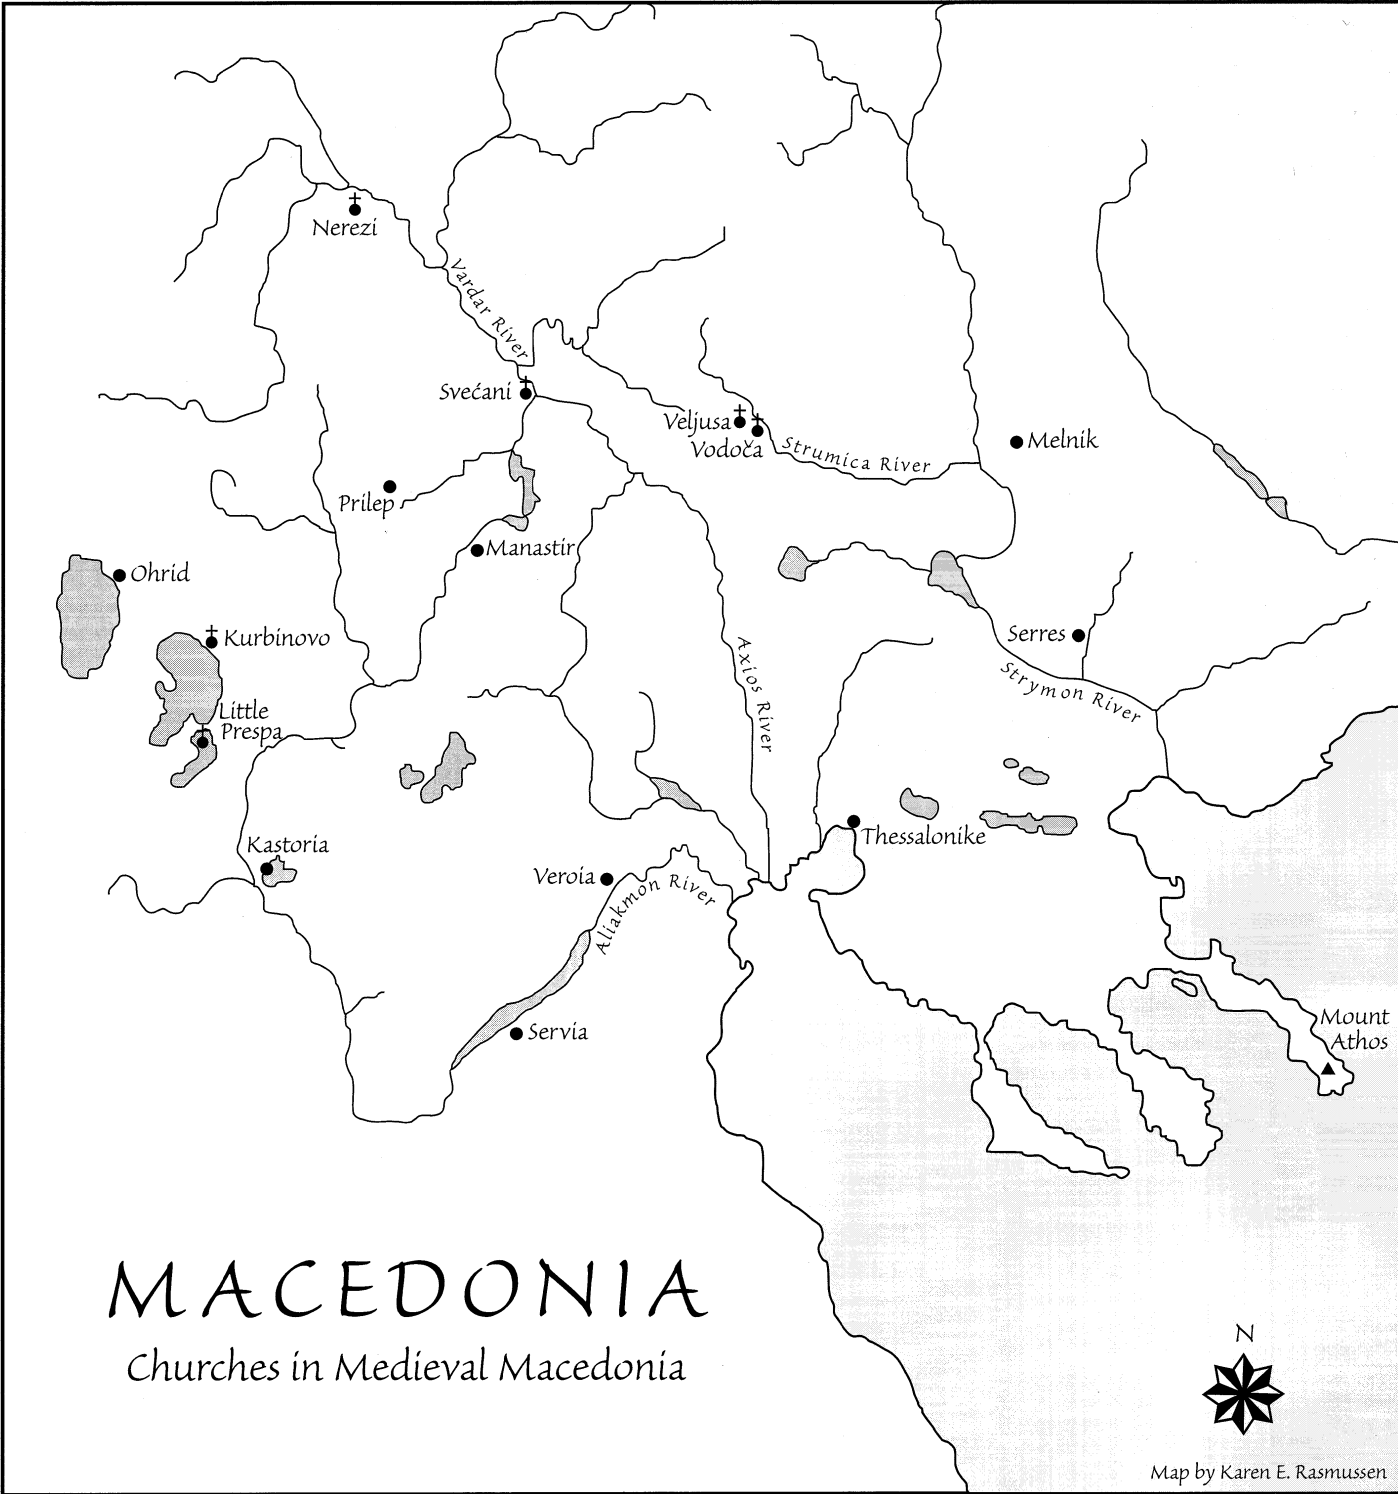 Nerezi
Vardar River
Svećani
Veljusa
Vodoča
Strumica River
Melnik
Prilep
Manastir
Ohrid
Kurbinovo
Serres
Strymon River
Axios River
Little
Prespa
Thessalonike
Kastoria
Veroia
Aliakmon River
Servia
Mount
Athos
MACEDONIA
Churches in Medieval Macedonia
N
Map by Karen E. Rasmussen